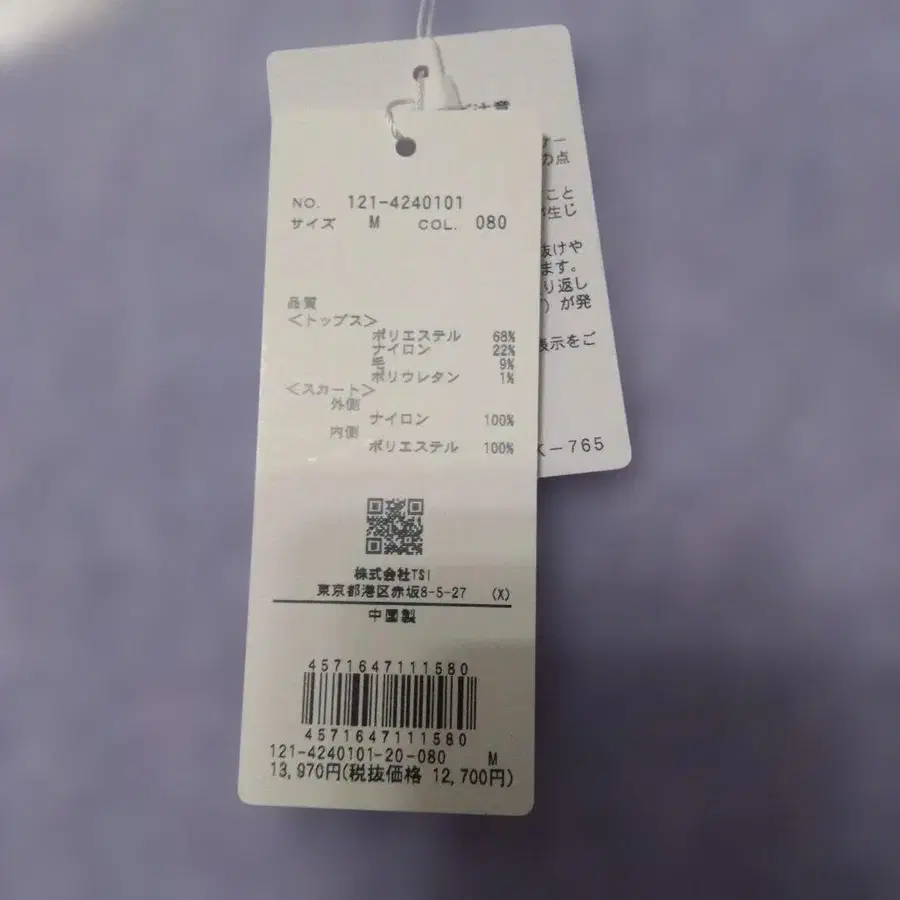 NO. 121-4240101
サイズ M COL. 080
品質
<トップス>
ポリエステル 68%
ナイロン 22%
毛 9%
ポリウレタン 1%
<スカート>
外側
ナイロン 100%
内側
ポリエステル 100%
株式会社TSI
東京都港区赤坂8-5-27 (X)
中国製
4571647111580
4571647111580
121-4240101-20-080 M
13,970円(税抜価格 12,700円)
注意
の点
こと
生じ
抜けや
ます。
り返し
)が発
表示をご
-765